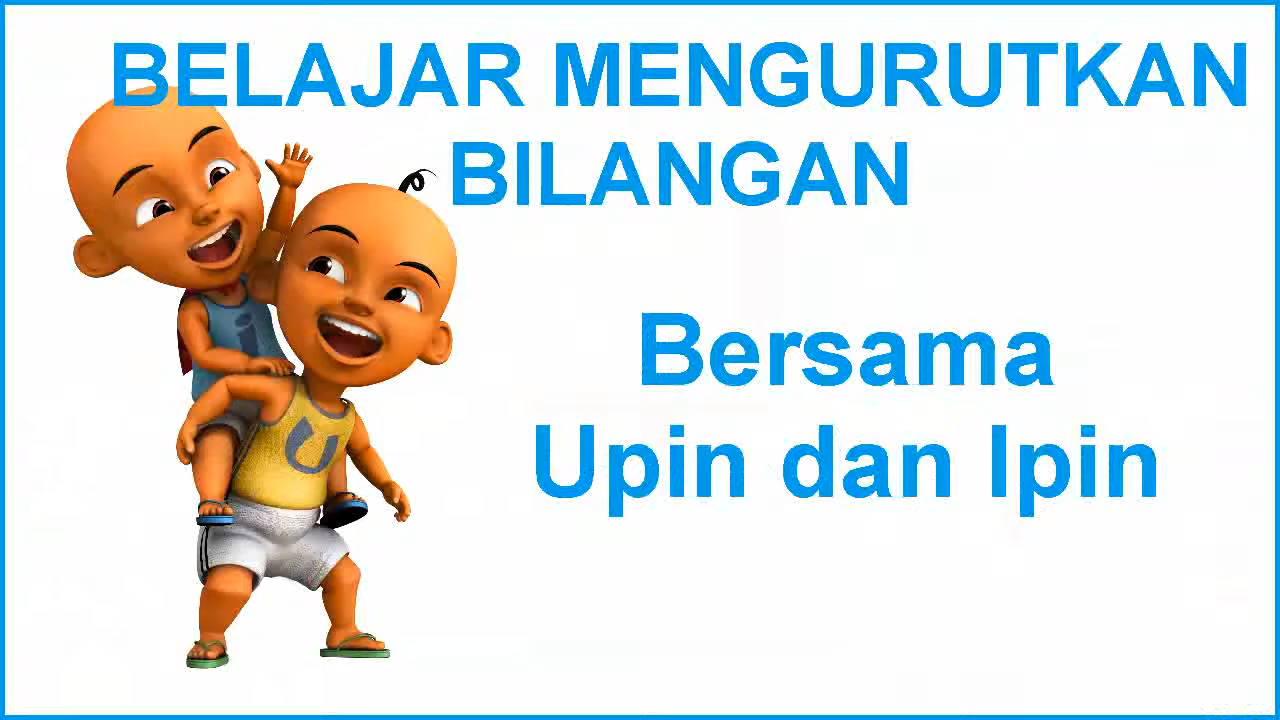 BELAJAR MENGURUTKAN
BILANGAN
Bersama
Upin dan Ipin
i
U